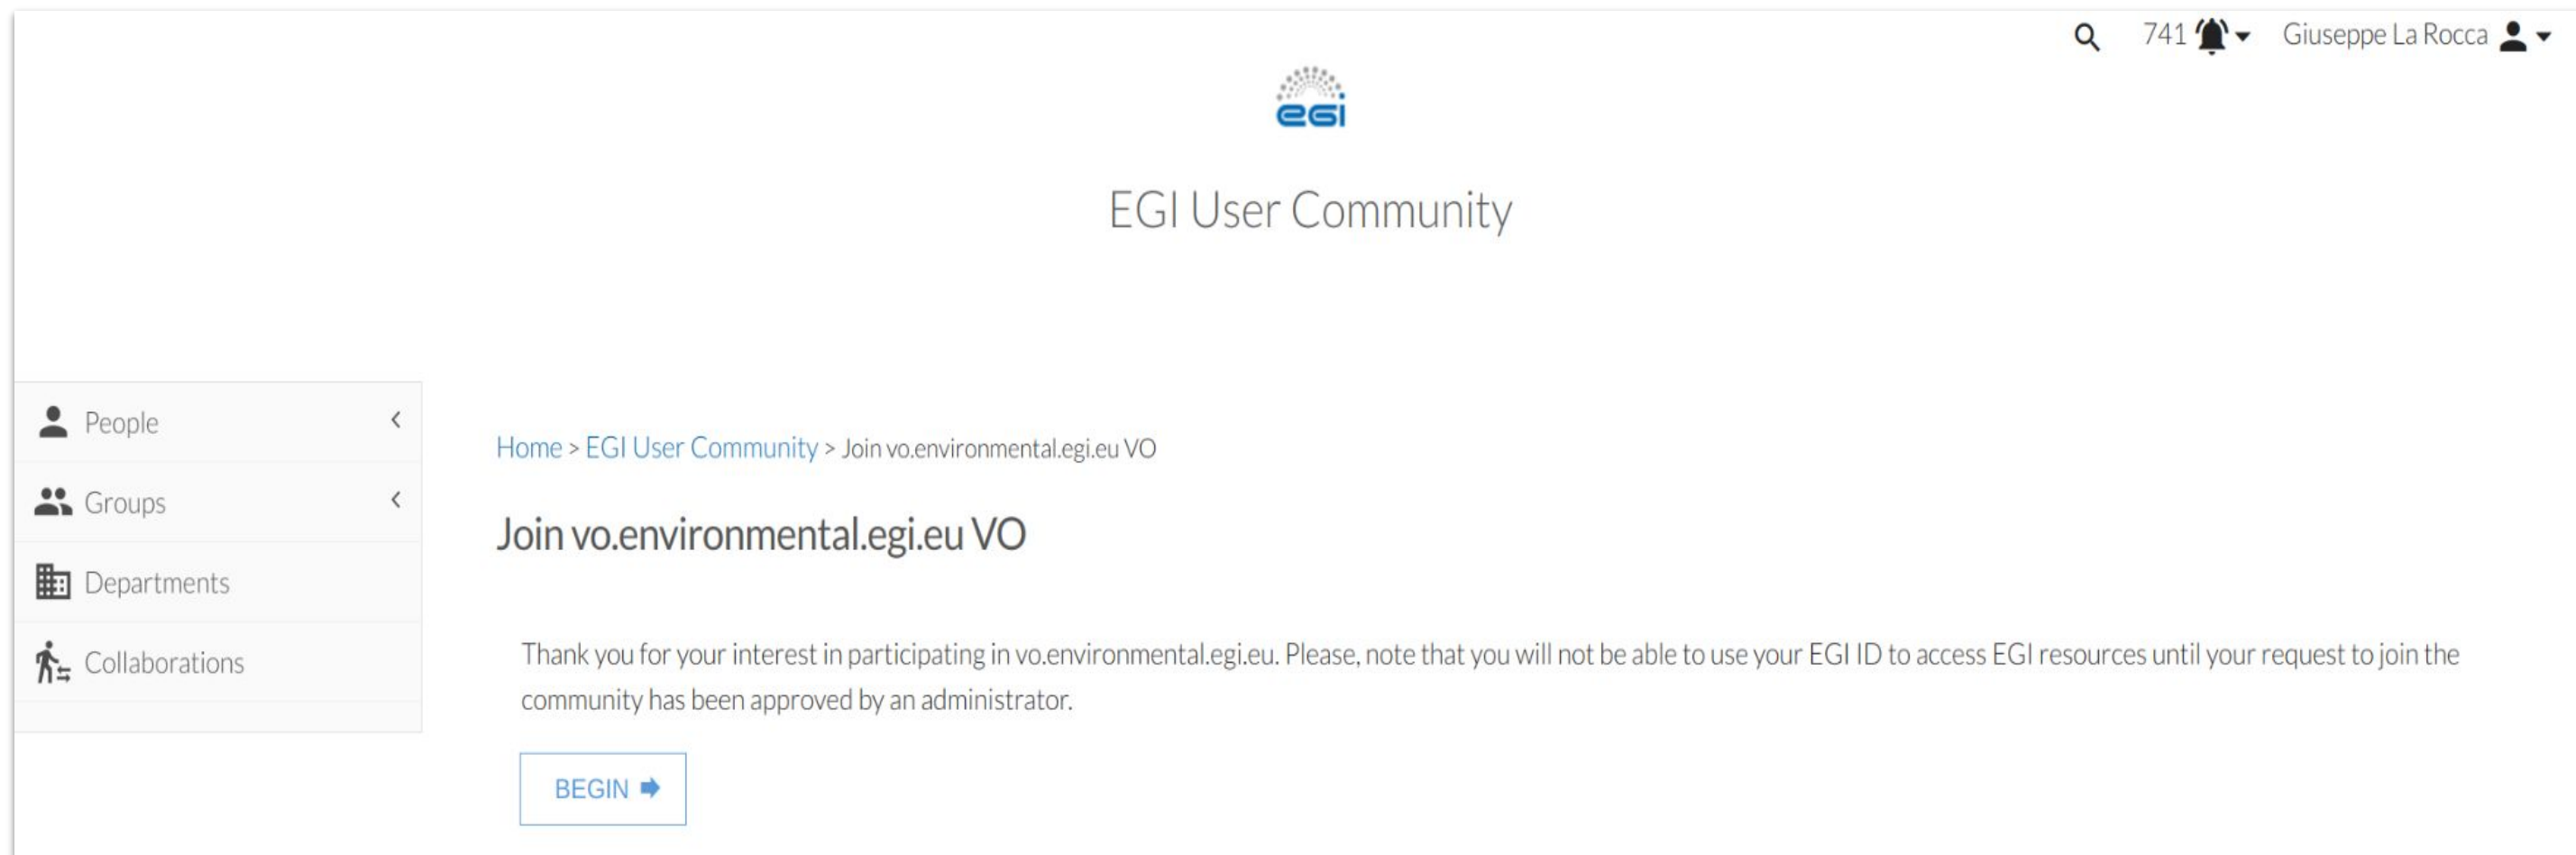 741 Giuseppe La Rocca
egi
EGI User Community
People
Groups
Departments
Collaborations
Home > EGI User Community > Join vo.environmental.egi.eu VO
Join vo.environmental.egi.eu VO
Thank you for your interest in participating in vo.environmental.egi.eu. Please, note that you will not be able to use your EGI ID to access EGI resources until your request to join the
community has been approved by an administrator.
BEGIN